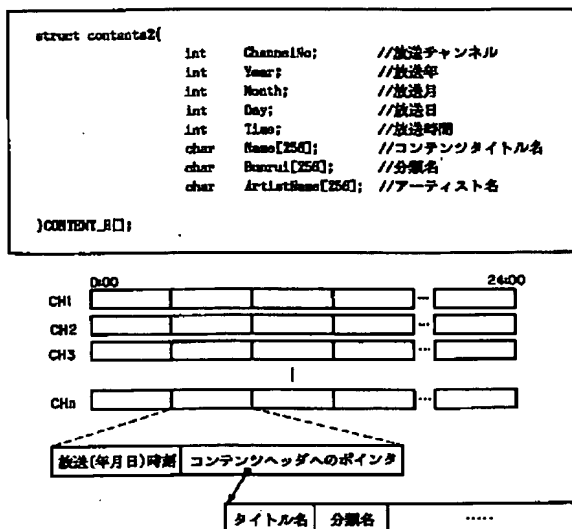 struct contents2{
int ChannelNo; //放送チャンネル
int Year; //放送年
int Month; //放送月
int Day; //放送日
int Time; //放送時間
char Name[256]; //コンテンツタイトル名
char Bunrui[256]; //分類名
char ArtistName[256]; //アーティスト名
}CONTENT_H[];
0:00 24:00
CH1 …
CH2 …
CH3 …
CHn …
放送(年月日)時刻 コンテンツヘッダへのポインタ
タイトル名 分類名 ‥‥‥